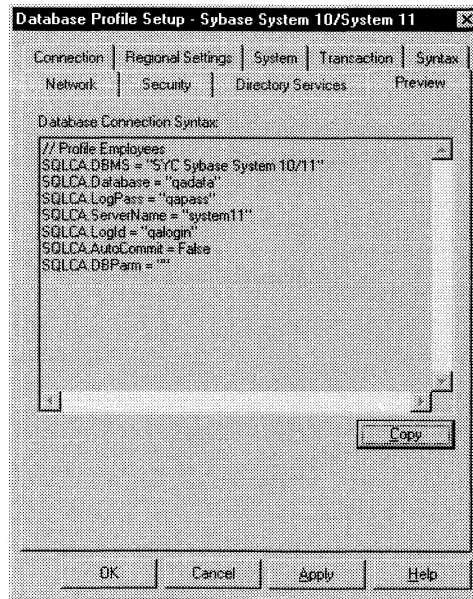 Database Profile Setup - Sybase System 10/System 11
Connection Regional Settings System Transaction Syntax
Network Security Directory Services Preview
Database Connection Syntax:
// Profile Employees
SQLCA.DBMS = "SYC Sybase System 10/11"
SQLCA.Database = "qadata"
SQLCA.LogPass = "qapass"
SQLCA.ServerName = "system11"
SQLCA.LogId = "qalogin"
SQLCA.AutoCommit = False
SQLCA.DBParm = ""
Copy
OK Cancel Apply Help